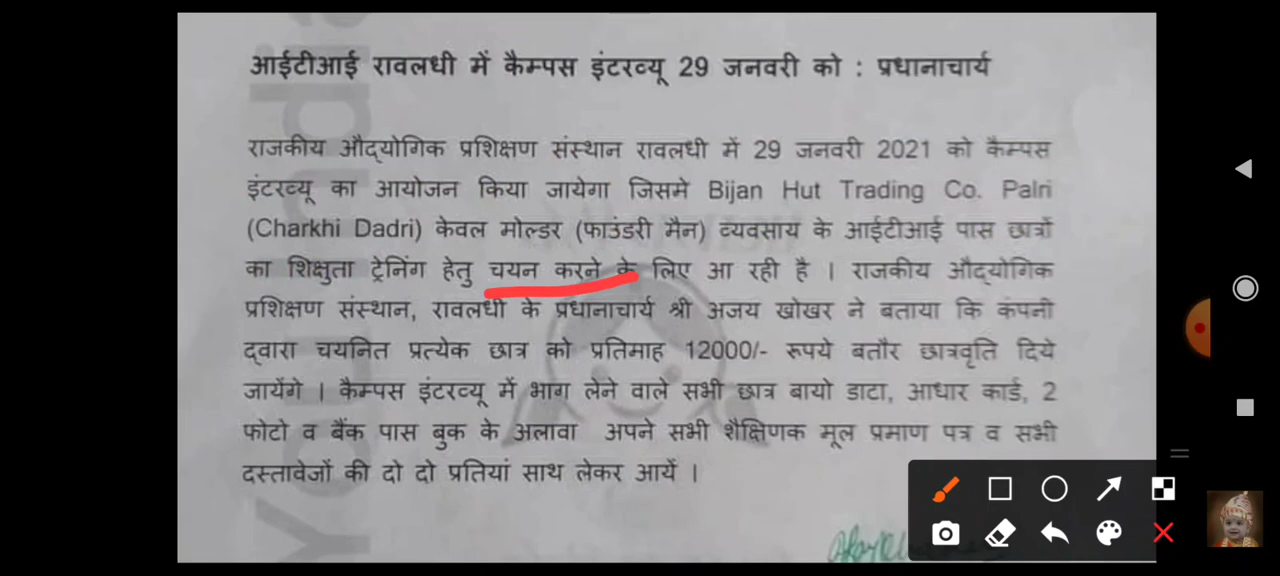 आईटीआई रावलधी में कैम्पस इंटरव्यू 29 जनवरी को : प्रधानाचार्य
राजकीय औद्योगिक प्रशिक्षण संस्थान रावलधी में 29 जनवरी 2021 को कैम्पस
इंटरव्यू का आयोजन किया जायेगा जिसमे Bijan Hut Trading Co. Palri
(Charkhi Dadri) केवल मोल्डर (फाउंडरी मैन) व्यवसाय के आईटीआई पास छात्रों
का शिक्षुता ट्रेनिंग हेतु चयन करने के लिए आ रही है । राजकीय औद्योगिक
प्रशिक्षण संस्थान, रावलधी के प्रधानाचार्य श्री अजय खोखर ने बताया कि कंपनी
द्वारा चयनित प्रत्येक छात्र को प्रतिमाह 12000/- रूपये बतौर छात्रवृति दिये
जायेंगे । कैम्पस इंटरव्यू में भाग लेने वाले सभी छात्र बायो डाटा, आधार कार्ड, 2
फोटो व बैंक पास बुक के अलावा अपने सभी शैक्षिणक मूल प्रमाण पत्र व सभी
दस्तावेजों की दो दो प्रतियां साथ लेकर आयें ।